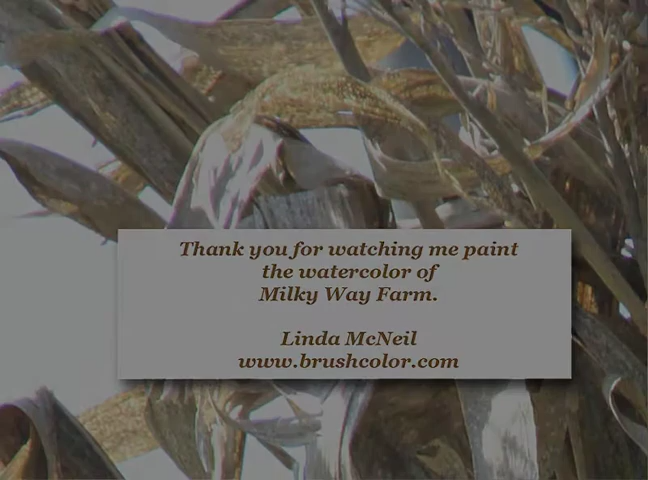 Thank you for watching me paint
the watercolor of
Milky Way Farm.
Linda McNeil
www.brushcolor.com